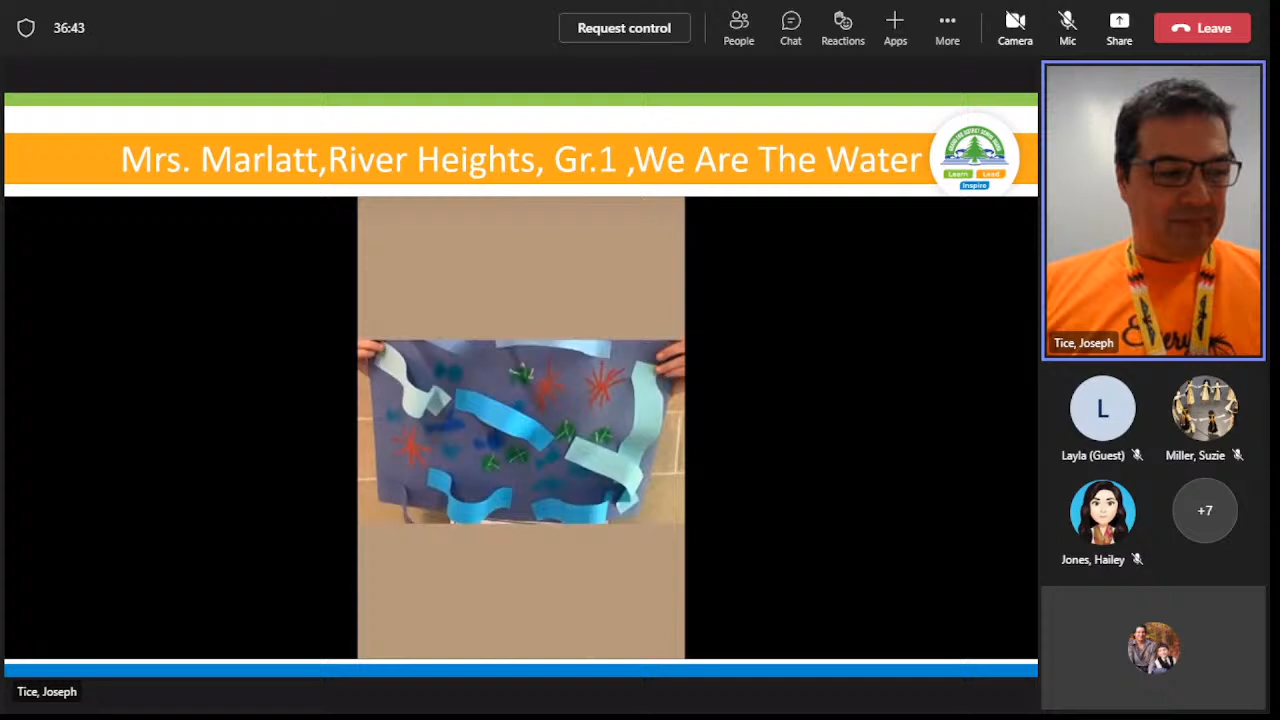 36:43
Request control
People
Chat
Reactions
Apps
More
Camera
Mic
Share
Leave
Mrs. Marlatt,River Heights, Gr.1 ,We Are The Water
Learn
Lead
Inspire
Tice, Joseph
L
Layla (Guest)
Miller, Suzie
Jones, Hailey
+7
Tice, Joseph